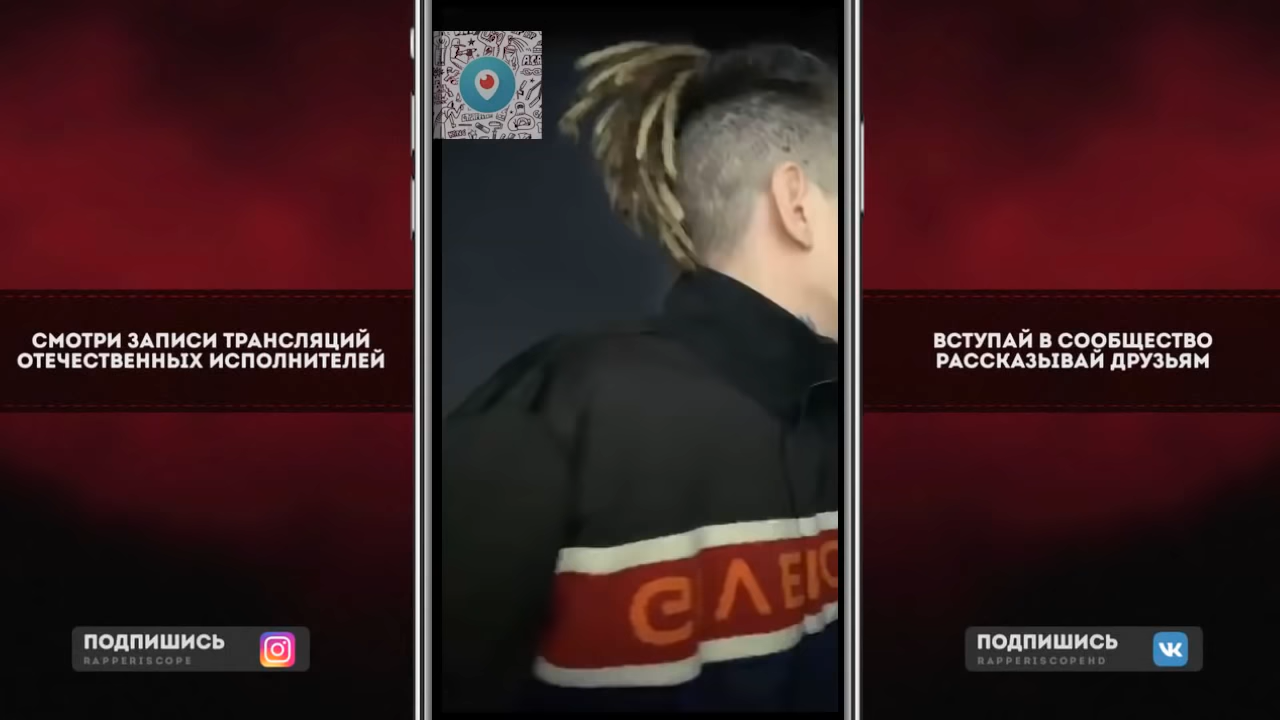 СМОТРИ ЗАПИСИ ТРАНСЛЯЦИЙ
ОТЕЧЕСТВЕННЫХ ИСПОЛНИТЕЛЕЙ
ВСТУПАЙ В СООБЩЕСТВО
РАССКАЗЫВАЙ ДРУЗЬЯМ
ПОДПИШИСЬ
RAPPERISCOPE
ПОДПИШИСЬ
RAPPERISCOPEHD